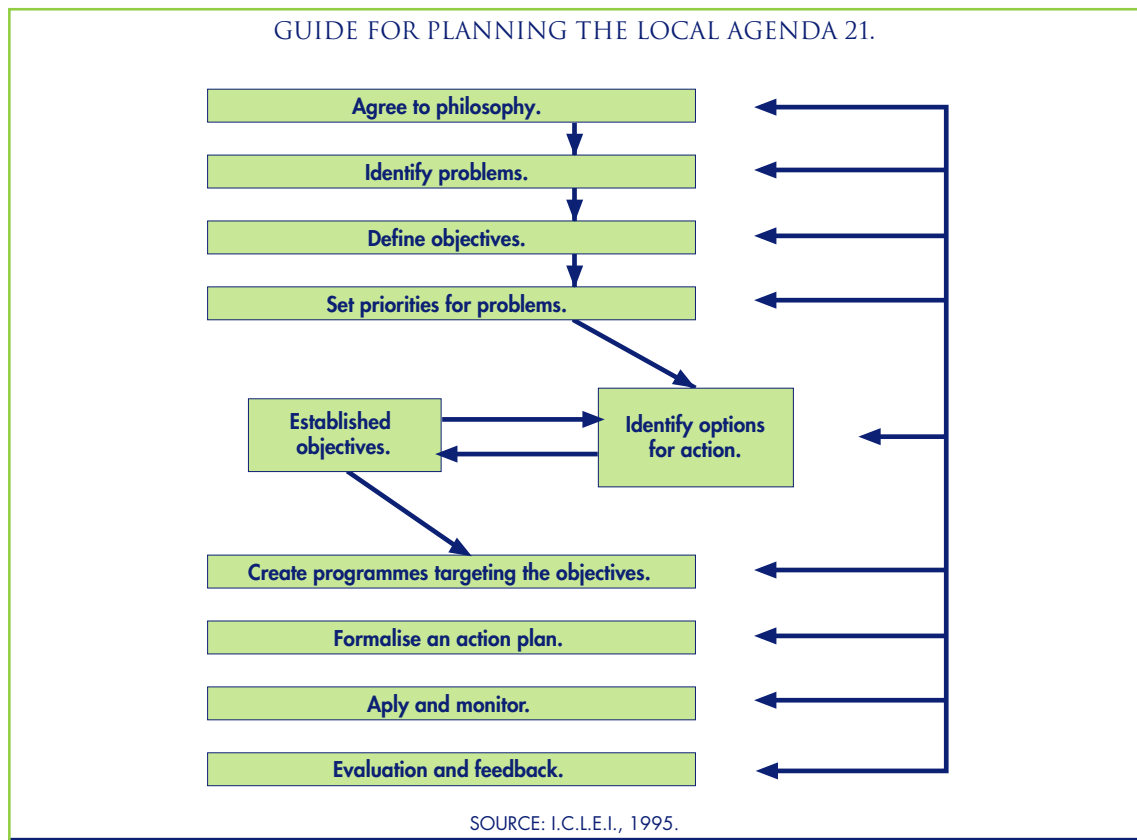 GUIDE FOR PLANNING THE LOCAL AGENDA 21.
Agree to philosophy.
Identify problems.
Define objectives.
Set priorities for problems.
Established
objectives.
Identify options
for action.
Create programmes targeting the objectives.
Formalise an action plan.
Aply and monitor.
Evaluation and feedback.
SOURCE: I.C.L.E.I., 1995.